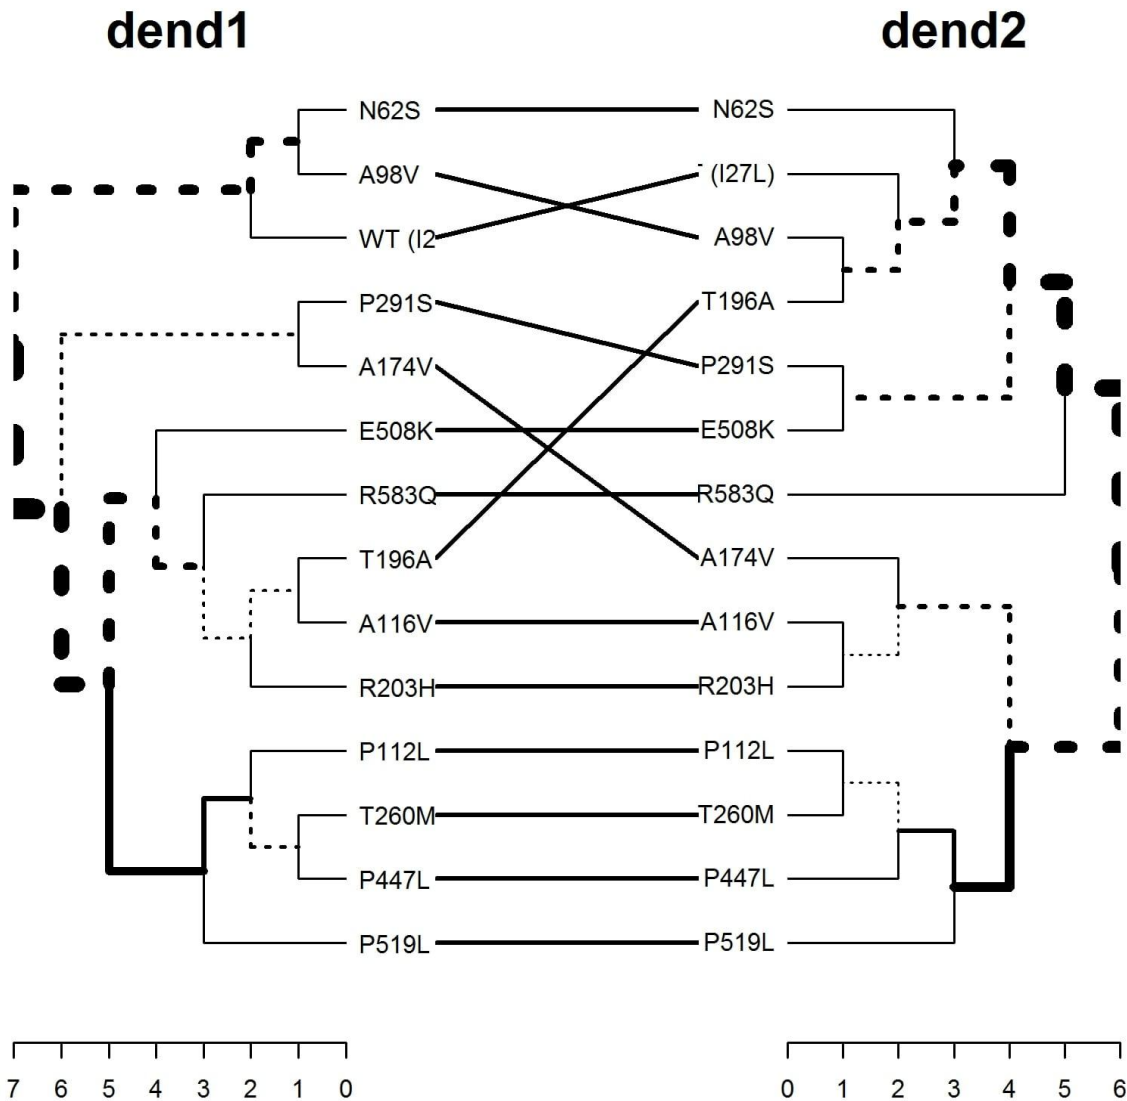 dend1 dend2
N62S N62S
A98V (I27L)
WT (I2 A98V
P291S T196A
A174V P291S
E508K E508K
R583Q R583Q
T196A A174V
A116V A116V
R203H R203H
P112L P112L
T260M T260M
P447L P447L
P519L P519L
7 6 5 4 3 2 1 0 0 1 2 3 4 5 6